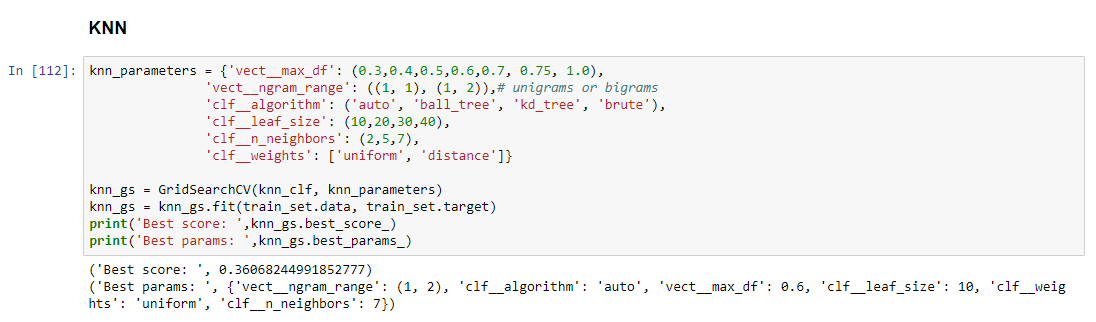 KNN
In [112]: knn_parameters = {'vect__max_df': (0.3,0.4,0.5,0.6,0.7, 0.75, 1.0),
'vect__ngram_range': ((1, 1), (1, 2)),# unigrams or bigrams
'clf__algorithm': ('auto', 'ball_tree', 'kd_tree', 'brute'),
'clf__leaf_size': (10,20,30,40),
'clf__n_neighbors': (2,5,7),
'clf__weights': ['uniform', 'distance']}
knn_gs = GridSearchCV(knn_clf, knn_parameters)
knn_gs = knn_gs.fit(train_set.data, train_set.target)
print('Best score: ',knn_gs.best_score_)
print('Best params: ',knn_gs.best_params_)
('Best score: ', 0.36068244991852777)
('Best params: ', {'vect__ngram_range': (1, 2), 'clf__algorithm': 'auto', 'vect__max_df': 0.6, 'clf__leaf_size': 10, 'clf__weig
hts': 'uniform', 'clf__n_neighbors': 7})